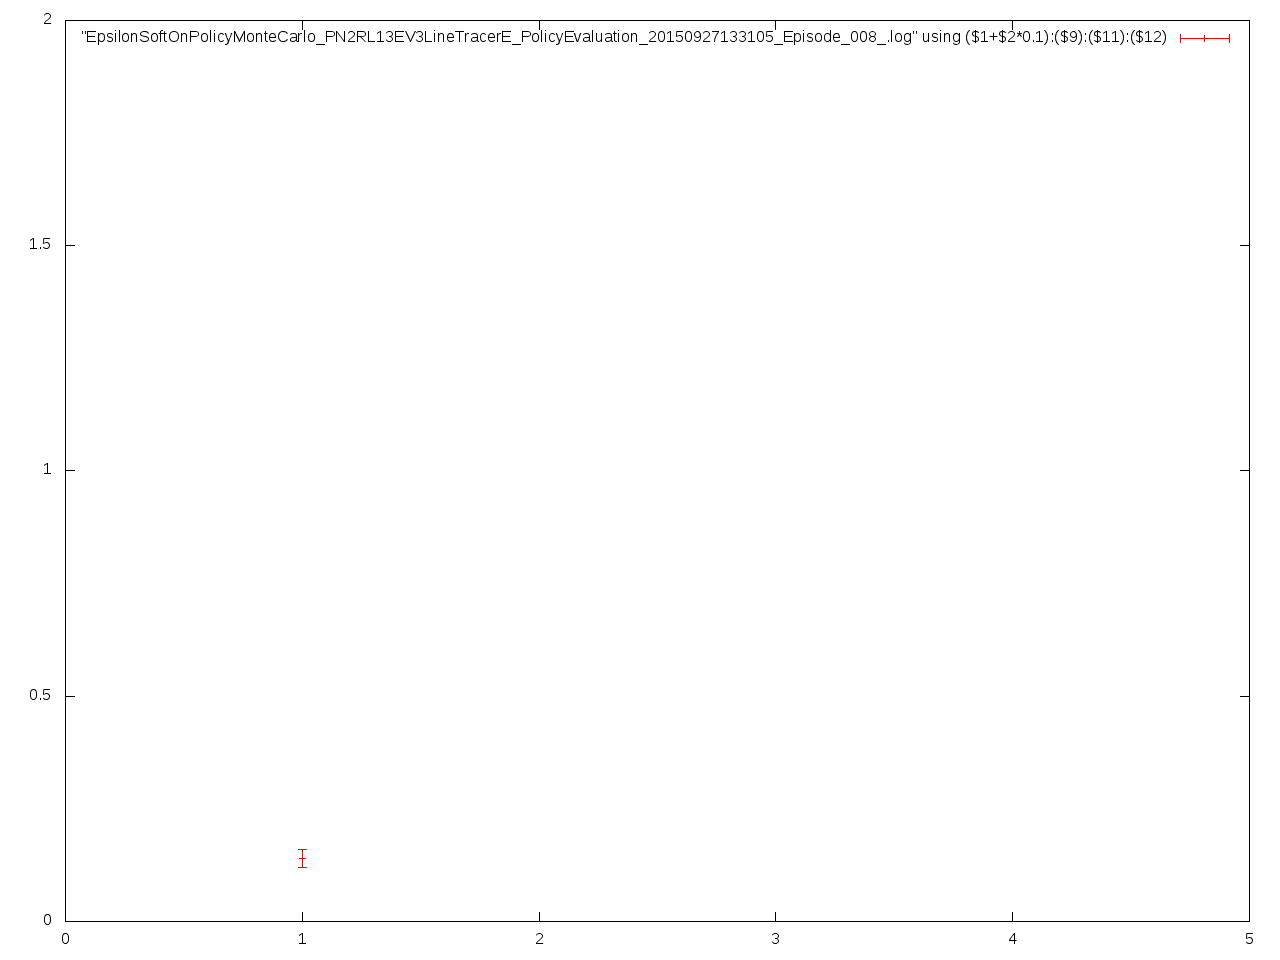 2
"EpsilonSoftOnPolicyMonteCarlo_PN2RL13EV3LineTracerE_PolicyEvaluation_20150927133105_Episode_008_.log" using ($1+$2*0.1):($9):($11):($12)
1.5
1
0.5
0
0 1 2 3 4 5